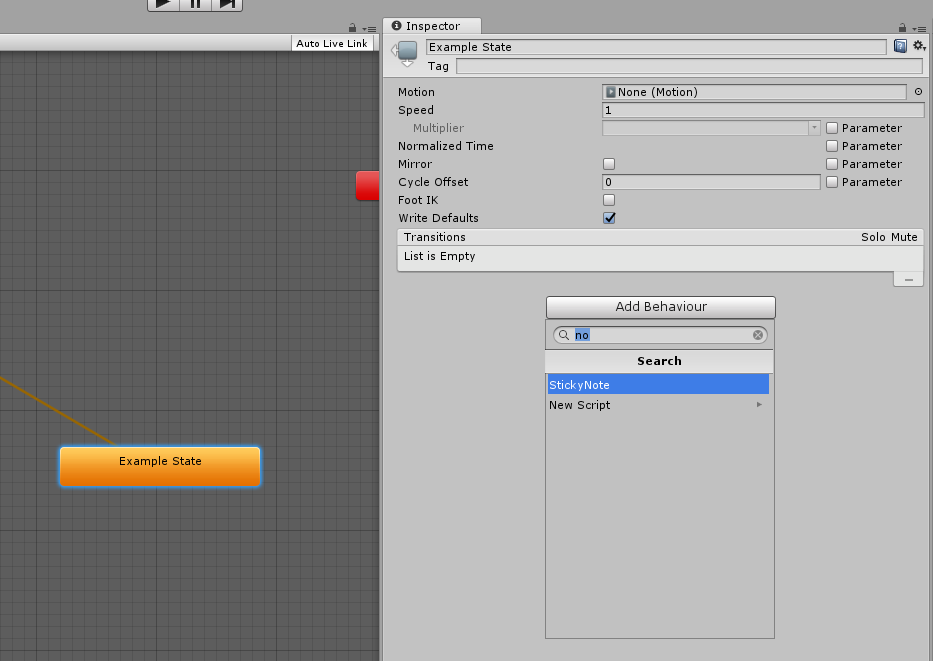 Inspector
Auto Live Link
Example State
Tag
Motion None (Motion)
Speed 1
Multiplier Parameter
Normalized Time Parameter
Mirror Parameter
Cycle Offset 0 Parameter
Foot IK
Write Defaults
Transitions Solo Mute
List is Empty
Add Behaviour
no
Search
StickyNote
New Script
Example State